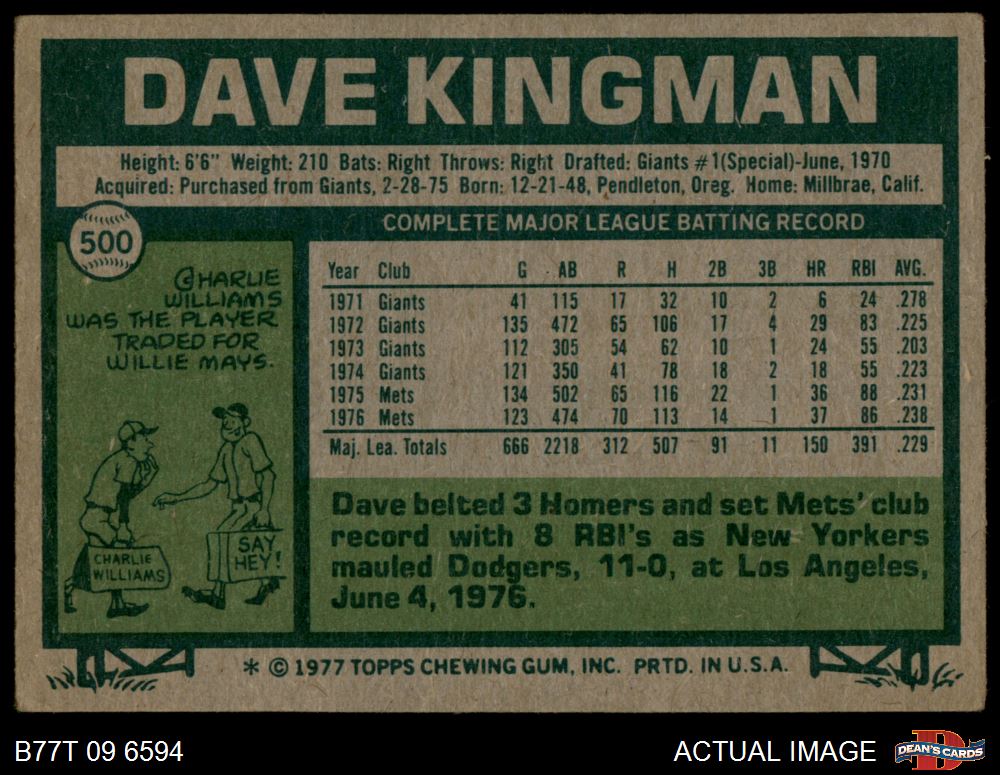 DAVE KINGMAN
Height: 6'6" Weight: 210 Bats: Right Throws: Right Drafted: Giants #1(Special)-June, 1970
Acquired: Purchased from Giants, 2-28-75 Born: 12-21-48, Pendleton, Oreg. Home: Millbrae, Calif.
500
COMPLETE MAJOR LEAGUE BATTING RECORD
CHARLIE
WILLIAMS
WAS THE PLAYER
TRADED FOR
WILLIE MAYS.
CHARLIE
WILLIAMS
SAY
HEY!
Year Club G AB R H 2B 3B HR RBI AVG.
1971 Giants 41 115 17 32 10 2 6 24 .278
1972 Giants 135 472 65 106 17 4 29 83 .225
1973 Giants 112 305 54 62 10 1 24 55 .203
1974 Giants 121 350 41 78 18 2 18 55 .223
1975 Mets 134 502 65 116 22 1 36 88 .231
1976 Mets 123 474 70 113 14 1 37 86 .238
Maj. Lea. Totals 666 2218 312 507 91 11 150 391 .229
Dave belted 3 Homers and set Mets' club
record with 8 RBI's as New Yorkers
mauled Dodgers, 11-0, at Los Angeles,
June 4, 1976.
* © 1977 TOPPS CHEWING GUM, INC. PRTD. IN U.S.A.
B77T 09 6594
ACTUAL IMAGE
DEAN'S CARDS